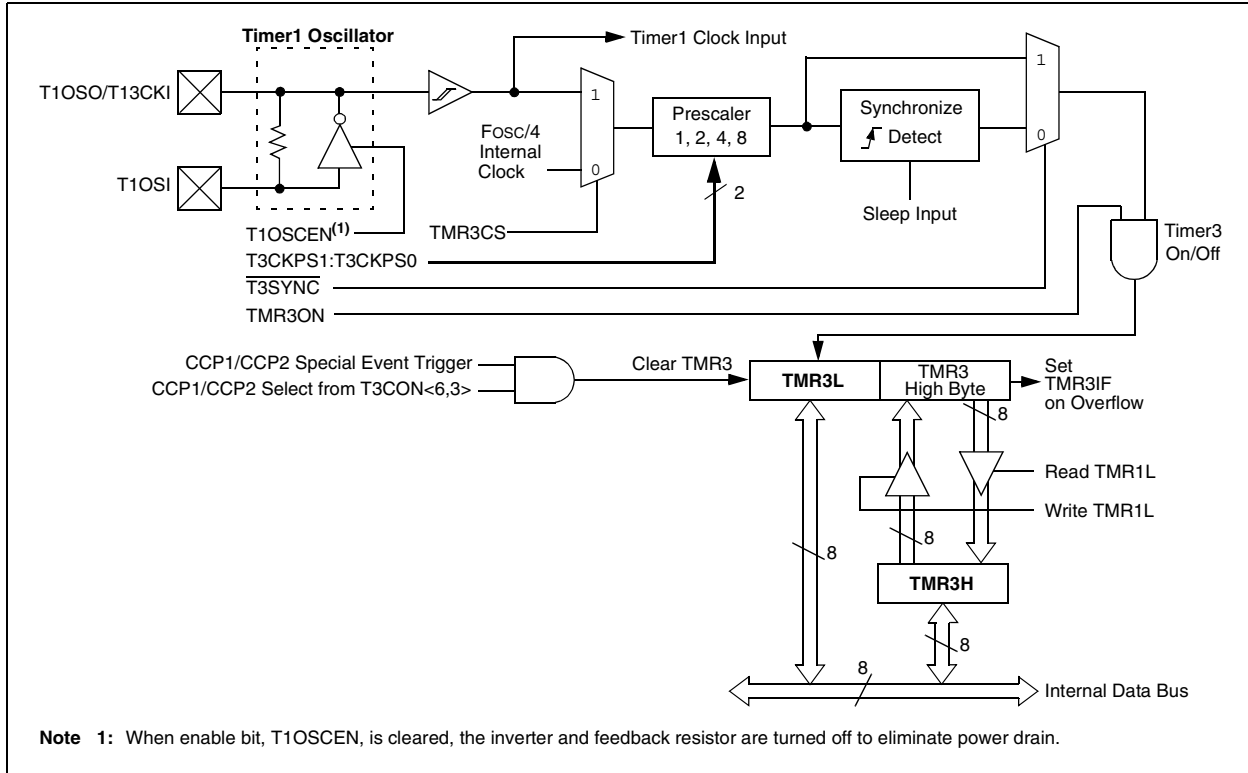 Timer1 Oscillator
Timer1 Clock Input
T1OSO/T13CKI
1
1
FOSC/4
Internal
Clock
0
Prescaler
1, 2, 4, 8
Synchronize
Detect
0
T1OSI
2
Sleep Input
T1OSCEN(1)
TMR3CS
Timer3
On/Off
T3CKPS1:T3CKPS0
T3SYNC
TMR3ON
CCP1/CCP2 Special Event Trigger
CCP1/CCP2 Select from T3CON<6,3>
Clear TMR3
TMR3L
TMR3
High Byte
Set
TMR3IF
on Overflow
8
Read TMR1L
Write TMR1L
8
8
TMR3H
8
8
Internal Data Bus
Note 1: When enable bit, T1OSCEN, is cleared, the inverter and feedback resistor are turned off to eliminate power drain.